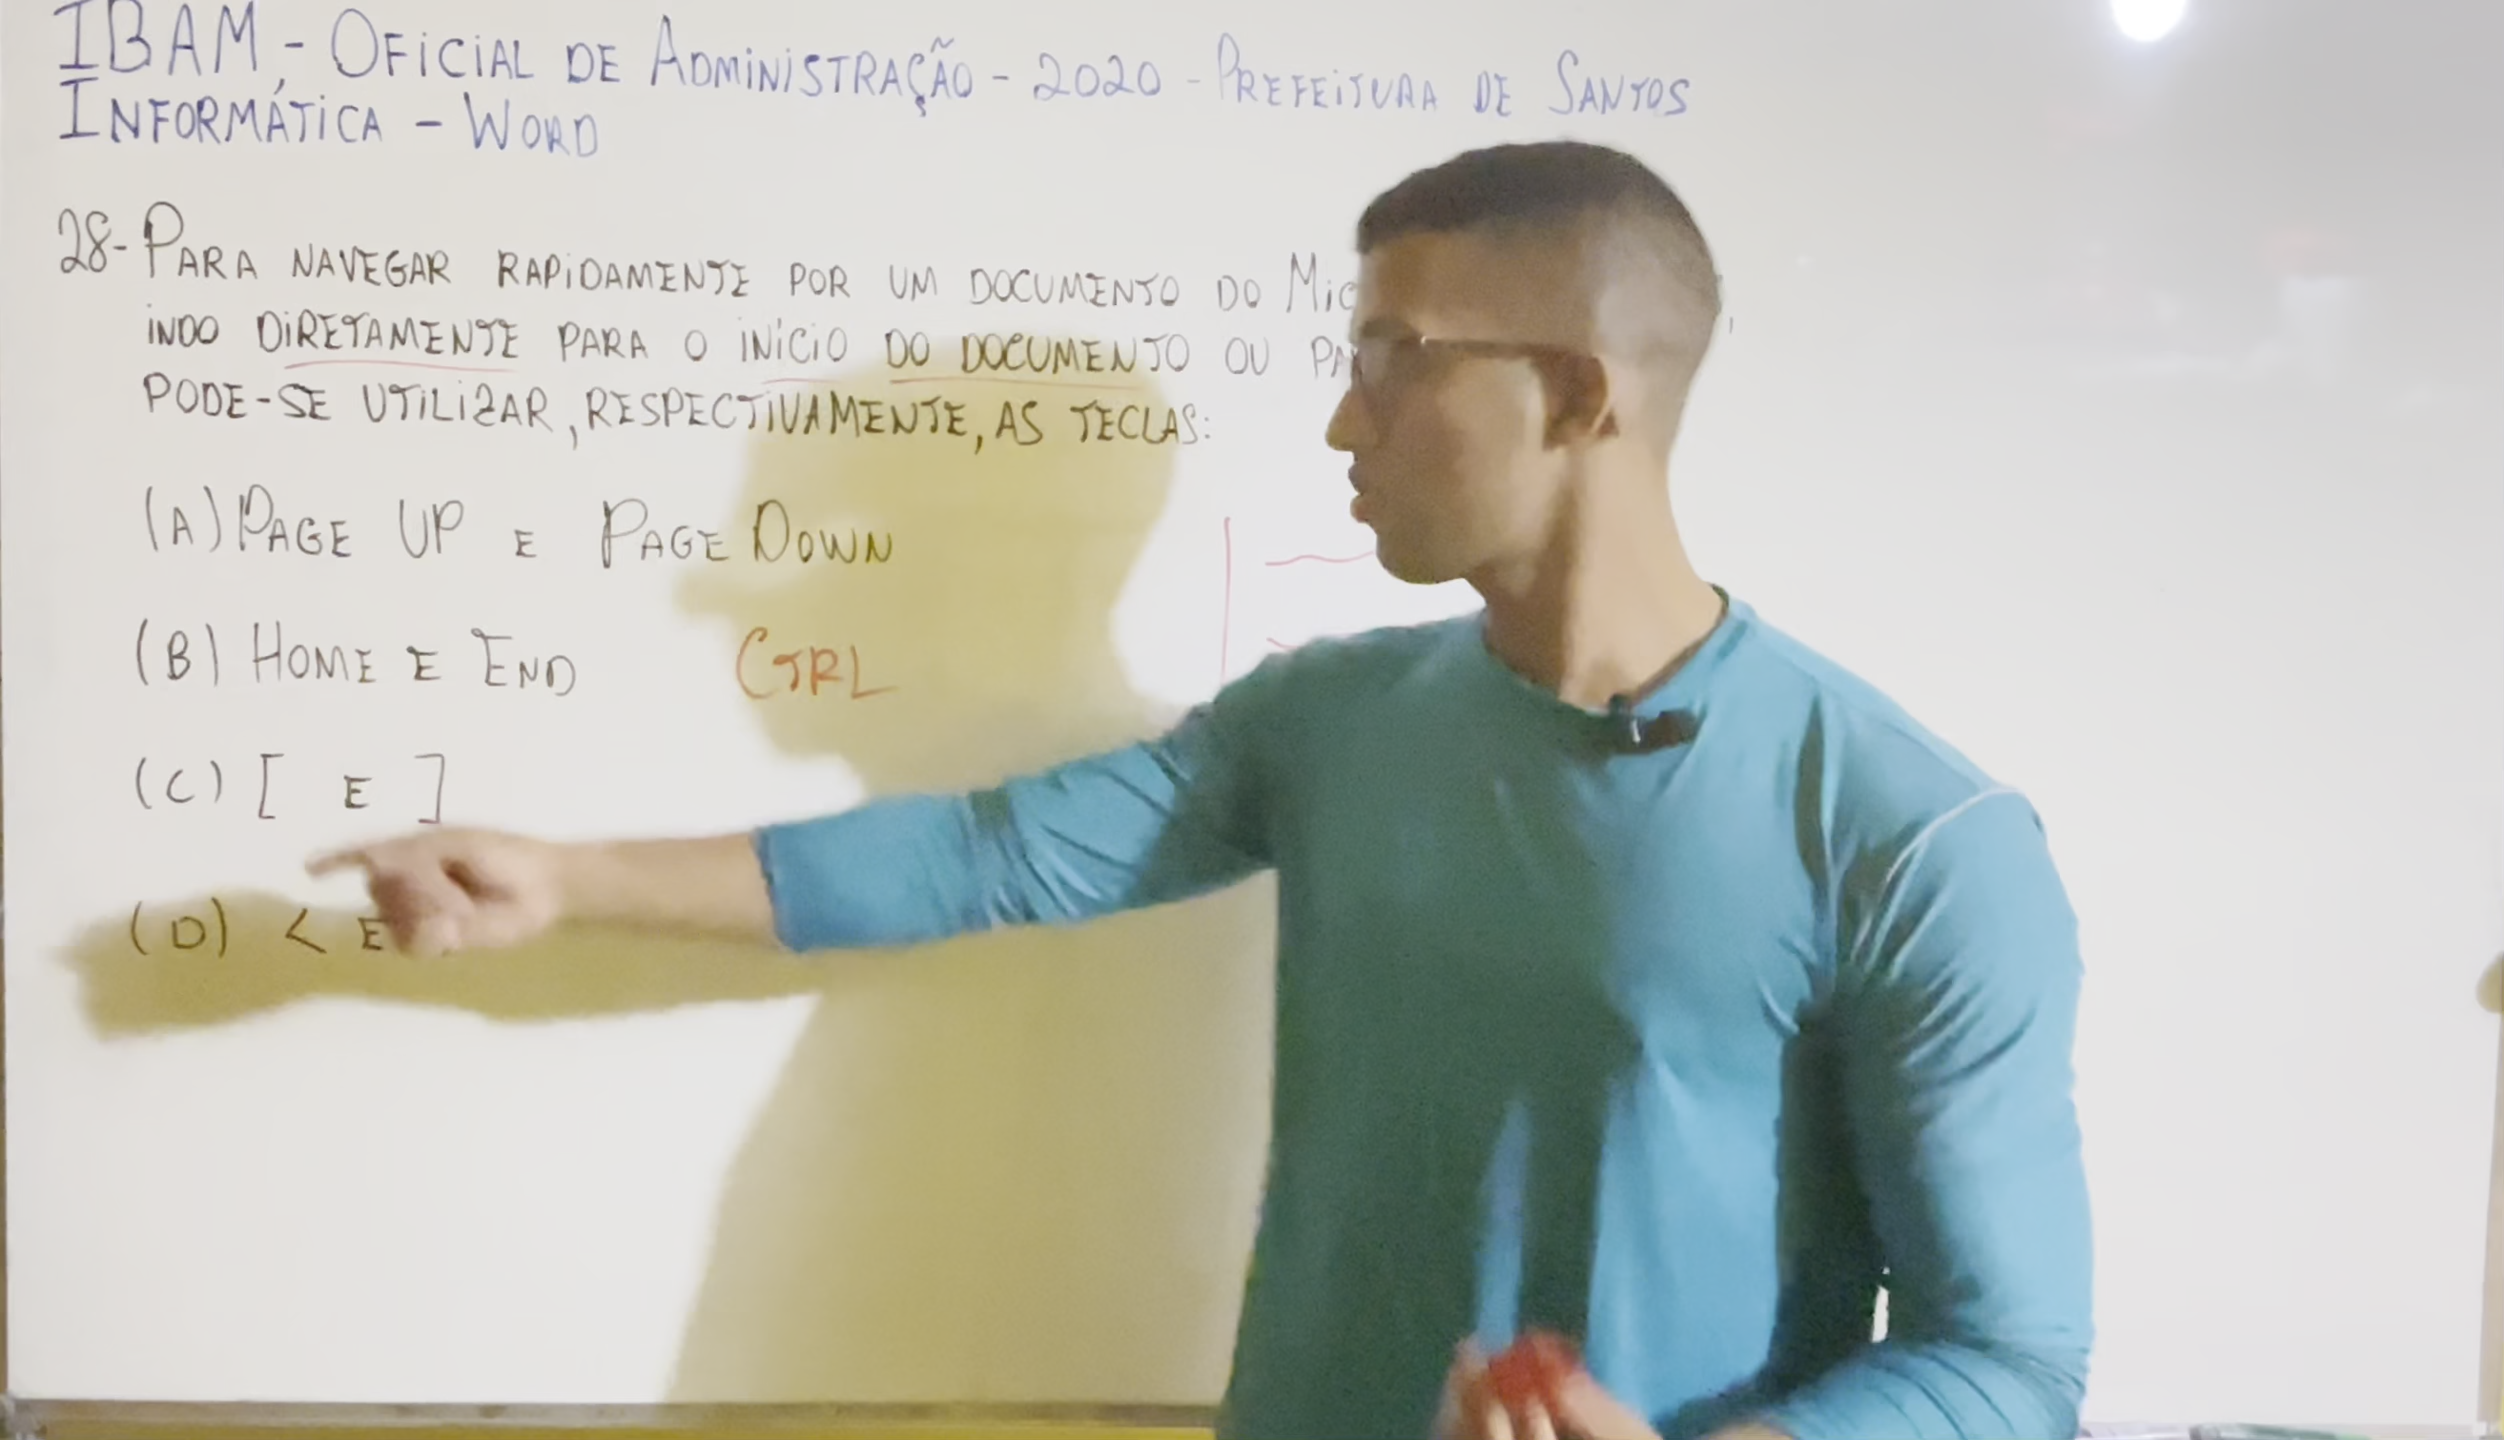 IBAM - OFICIAL DE ADMINISTRAÇÃO - 2020 - PREFEITURA DE SANTOS
INFORMÁTICA - WORD
28- PARA NAVEGAR RAPIDAMENTE POR UM DOCUMENTO DO
INDO DIRETAMENTE PARA O INÍCIO DO DOCUMENTO OU
PODE-SE UTILIZAR, RESPECTIVAMENTE, AS TECLAS:
(A) PAGE UP E PAGE DOWN
(B) HOME E END CTRL
(C) [ E ]
(D) < E